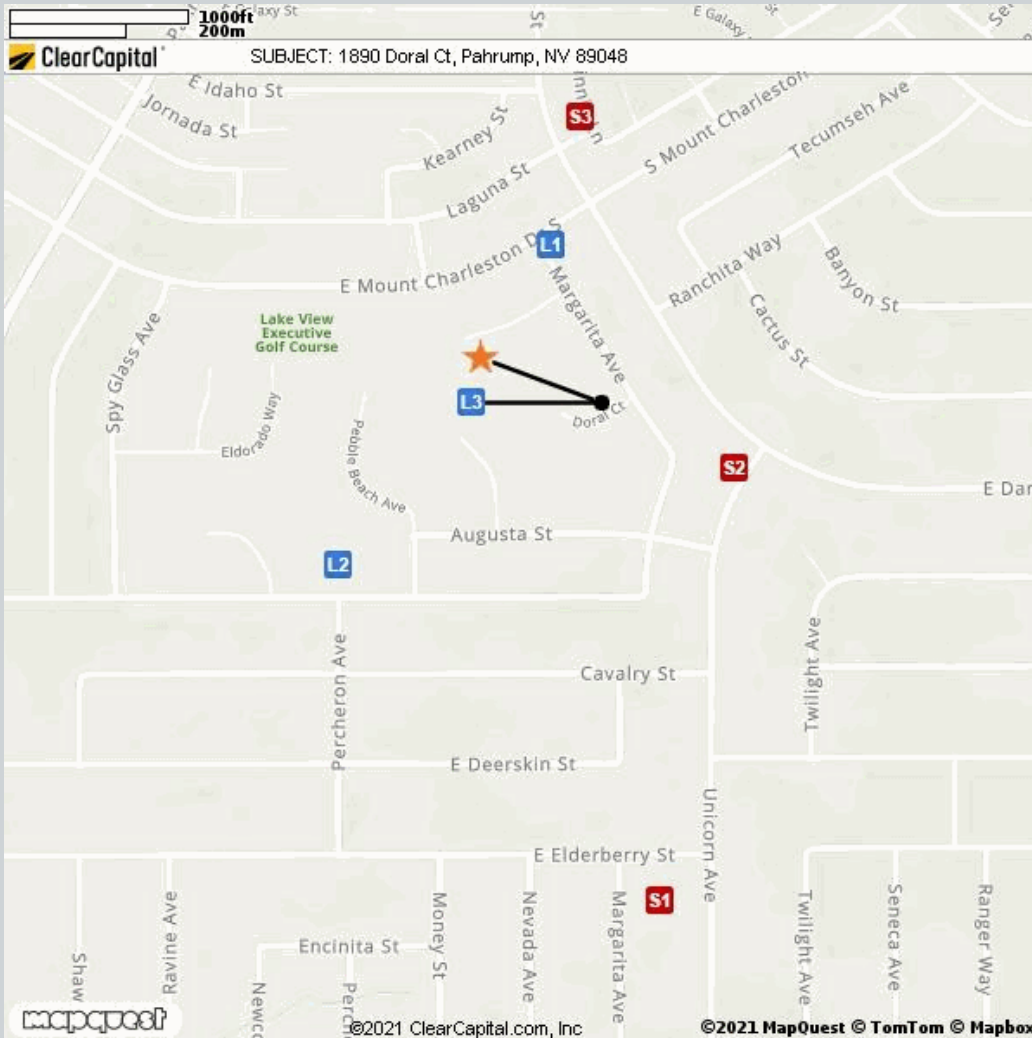 1000ft
200m
E Galaxy St
St
E Galaxy
St
ClearCapital
SUBJECT: 1890 Doral Ct, Pahrump, NV 89048
E Idaho St
Jornada St
Kearney St
S3
S Mount Charleston
Tecumseh Ave
Laguna St
L1
E Mount Charleston Dr S
Ranchita Way
Banyon St
Margarita Ave
Cactus St
Lake View
Executive
Golf Course
Spy Glass Ave
L3
Doral Ct
Eldorado Way
Pebble Beach Ave
S2
E Dar
Augusta St
L2
Percheron Ave
Cavalry St
Twilight Ave
E Deerskin St
Unicorn Ave
E Elderberry St
S1
Shaw
Ravine Ave
Encinita St
Money St
Nevada Ave
Margarita Ave
Twilight Ave
Seneca Ave
Ranger Way
Newc
Perch
mapquest
©2021 ClearCapital.com, Inc
©2021 MapQuest © TomTom © Mapbox